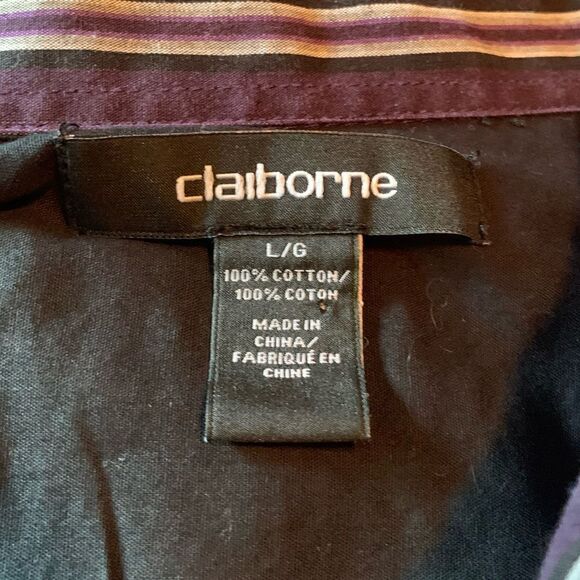 claiborne
L/G
100% COTTON/
100% COTON
MADE IN
CHINA/
FABRIQUÉ EN
CHINE